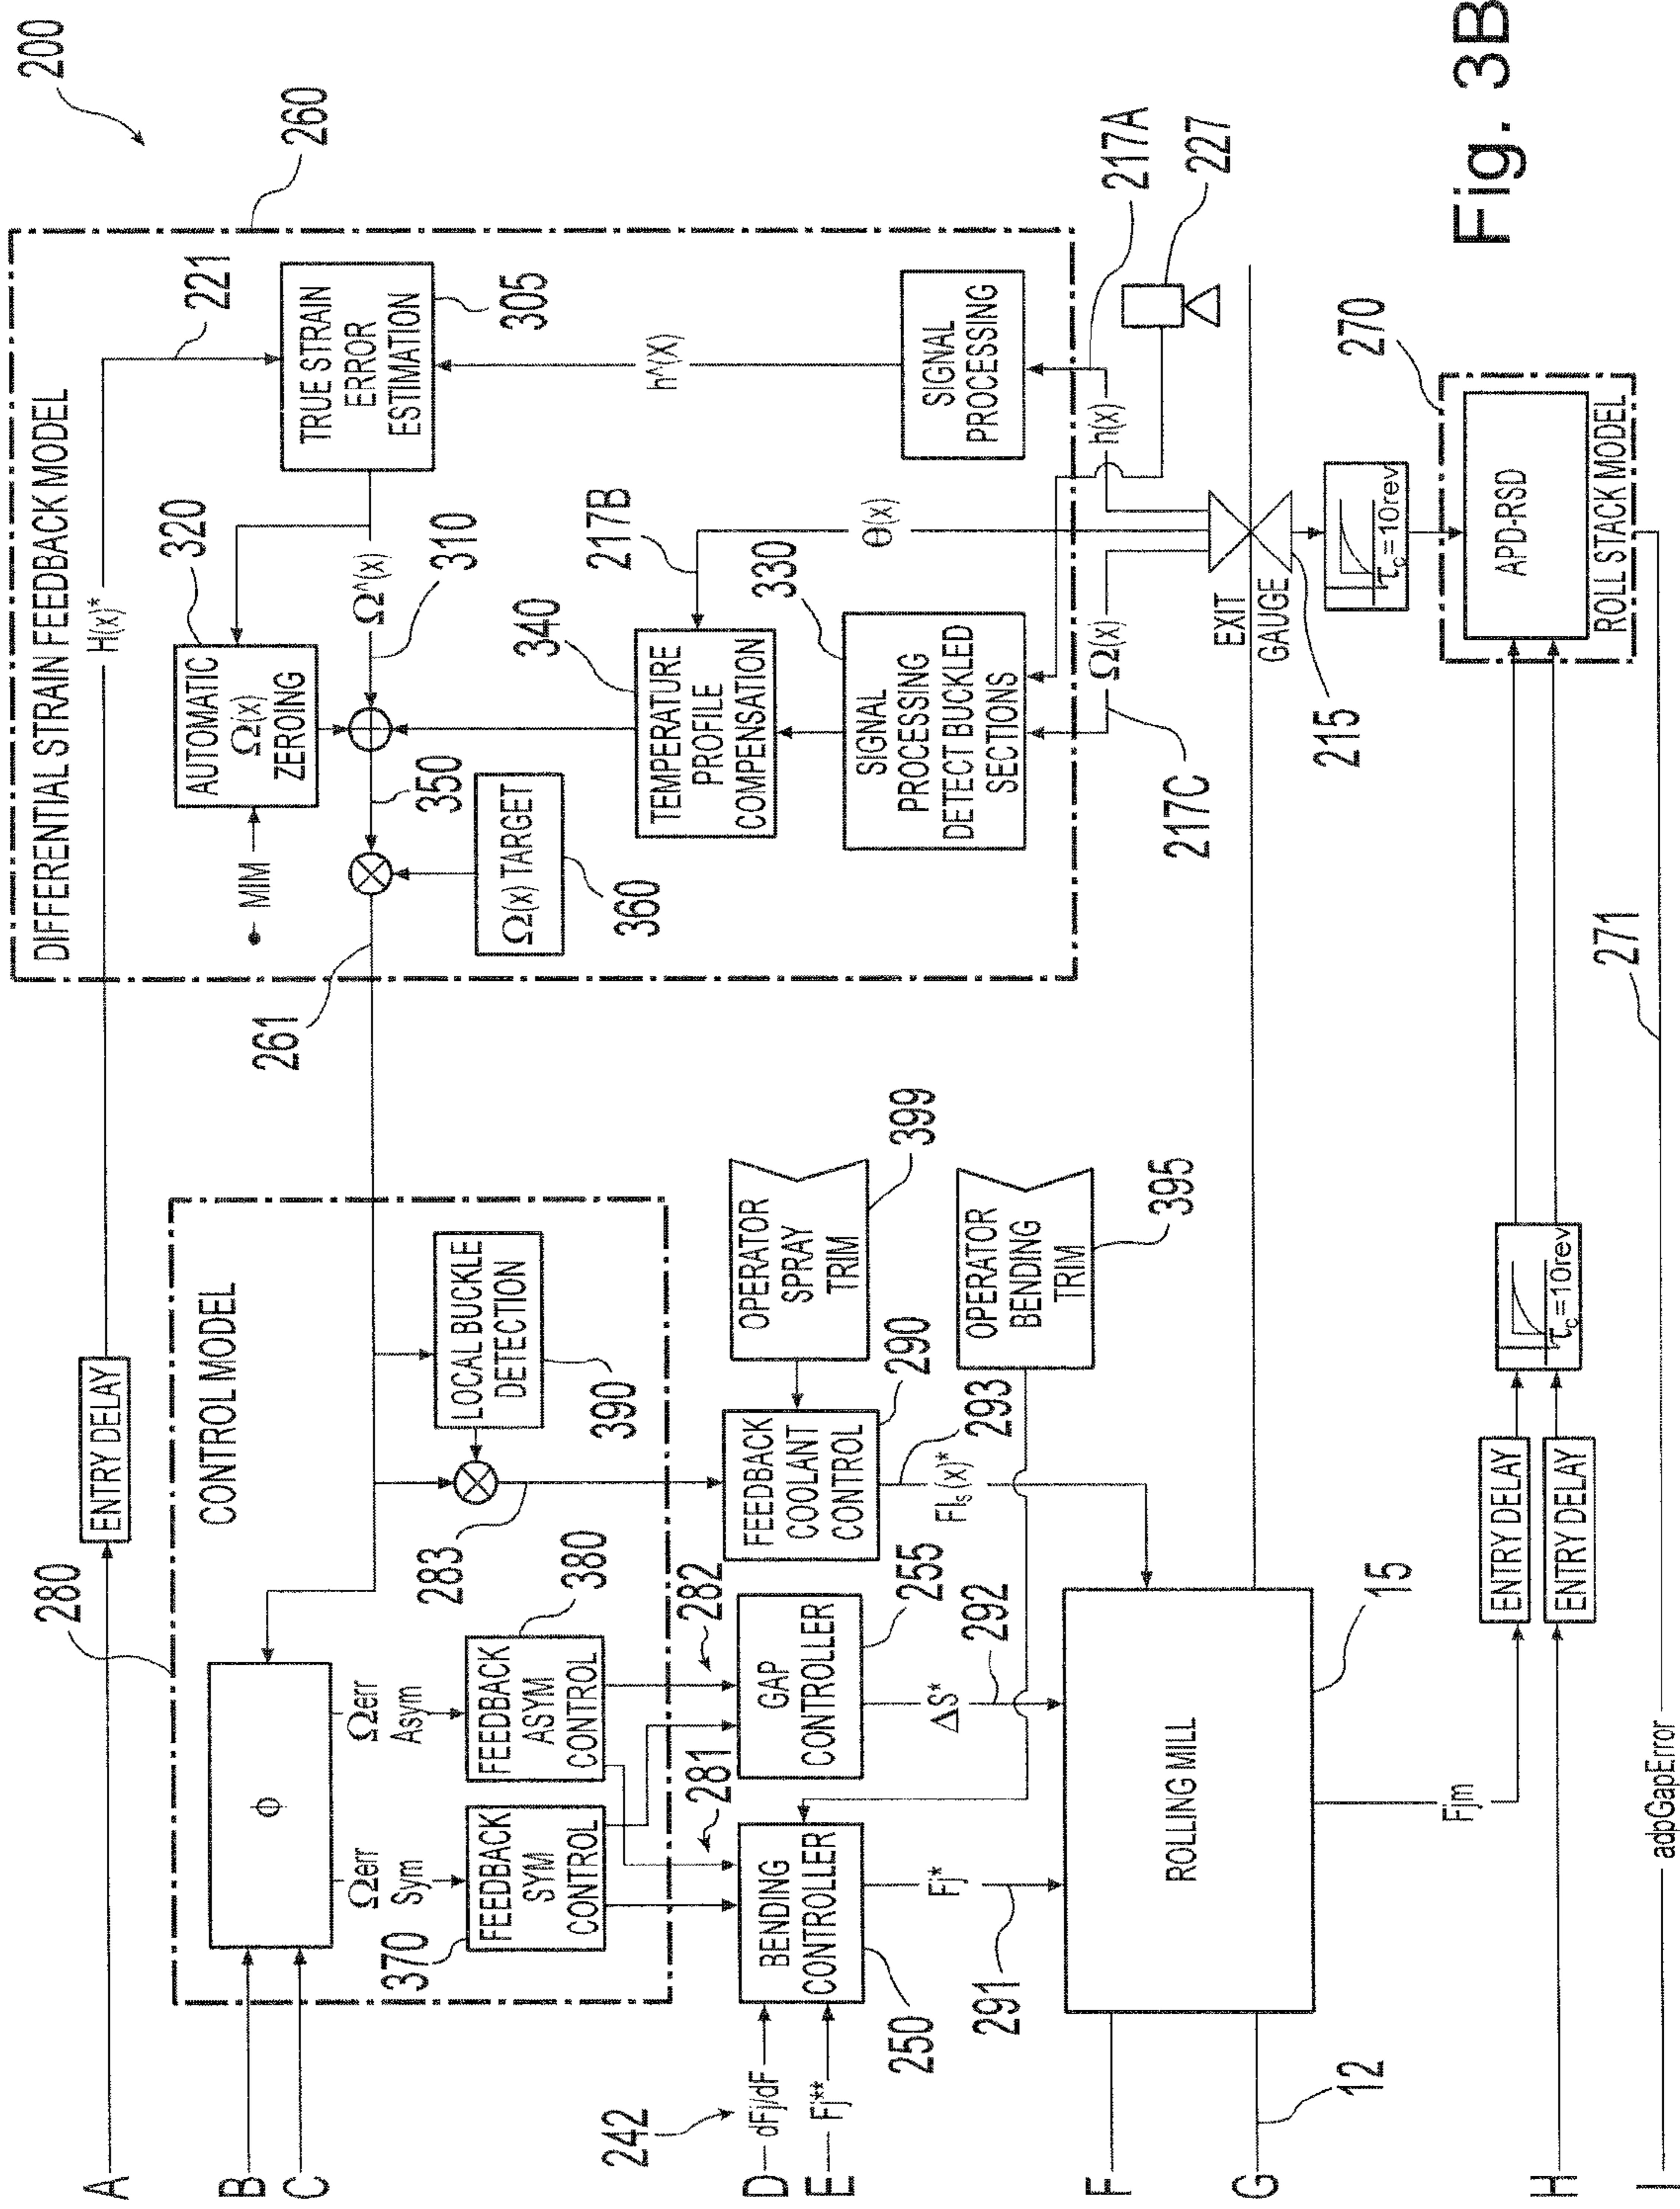 200
260
DIFFERENTIAL STRAIN FEEDBACK MODEL
H(x)*
221
TRUE STRAIN
ERROR
ESTIMATION
305
320
AUTOMATIC
Ω(x)
ZEROING
MIM
Ω^(x)
310
350
Ω(x) TARGET
360
261
h^(X)
SIGNAL
PROCESSING
340
TEMPERATURE
PROFILE
COMPENSATION
217B
θ(x)
330
SIGNAL
PROCESSING
DETECT BUCKLED
SECTIONS
h(x)
217A
227
Ω(x)
217C
EXIT
GAUGE
215
τc=10rev
270
APD-RSD
ROLL STACK MODEL
271
Fig. 3B
A
ENTRY DELAY
280
CONTROL MODEL
B
C
Φ
LOCAL BUCKLE
DETECTION
390
283
Ωerr
Asym
Ωerr
Sym
380
FEEDBACK
ASYM
CONTROL
370
FEEDBACK
SYM
CONTROL
282
281
OPERATOR
SPRAY
TRIM
399
FEEDBACK
COOLANT
CONTROL
290
OPERATOR
BENDING
TRIM
395
293
FIs(x)*
GAP
CONTROLLER
255
ΔS*
292
BENDING
CONTROLLER
250
Fj*
291
242
D
dFj/dF
E
Fj**
F
G
12
ROLLING MILL
15
Fjm
ENTRY DELAY
ENTRY DELAY
τc=10rev
H
I
adpGapError